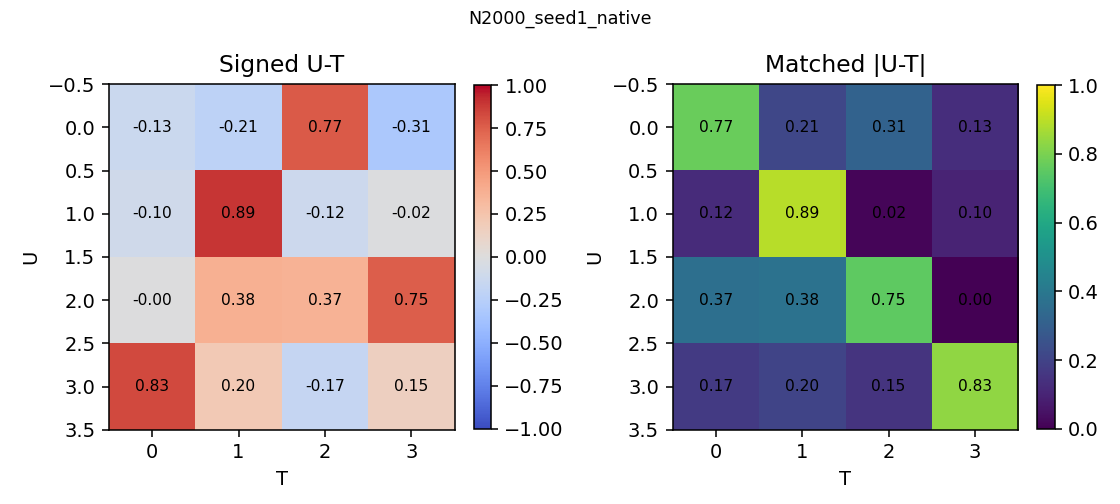 N2000_seed1_native
Signed U-T
−0.5
0.0
0.5
1.0
1.5
2.0
2.5
3.0
3.5
U
-0.13 -0.21 0.77 -0.31
-0.10 0.89 -0.12 -0.02
-0.00 0.38 0.37 0.75
0.83 0.20 -0.17 0.15
0 1 2 3
T
1.00
0.75
0.50
0.25
0.00
−0.25
−0.50
−0.75
−1.00
Matched |U-T|
−0.5
0.0
0.5
1.0
1.5
2.0
2.5
3.0
3.5
U
0.77 0.21 0.31 0.13
0.12 0.89 0.02 0.10
0.37 0.38 0.75 0.00
0.17 0.20 0.15 0.83
0 1 2 3
T
1.0
0.8
0.6
0.4
0.2
0.0